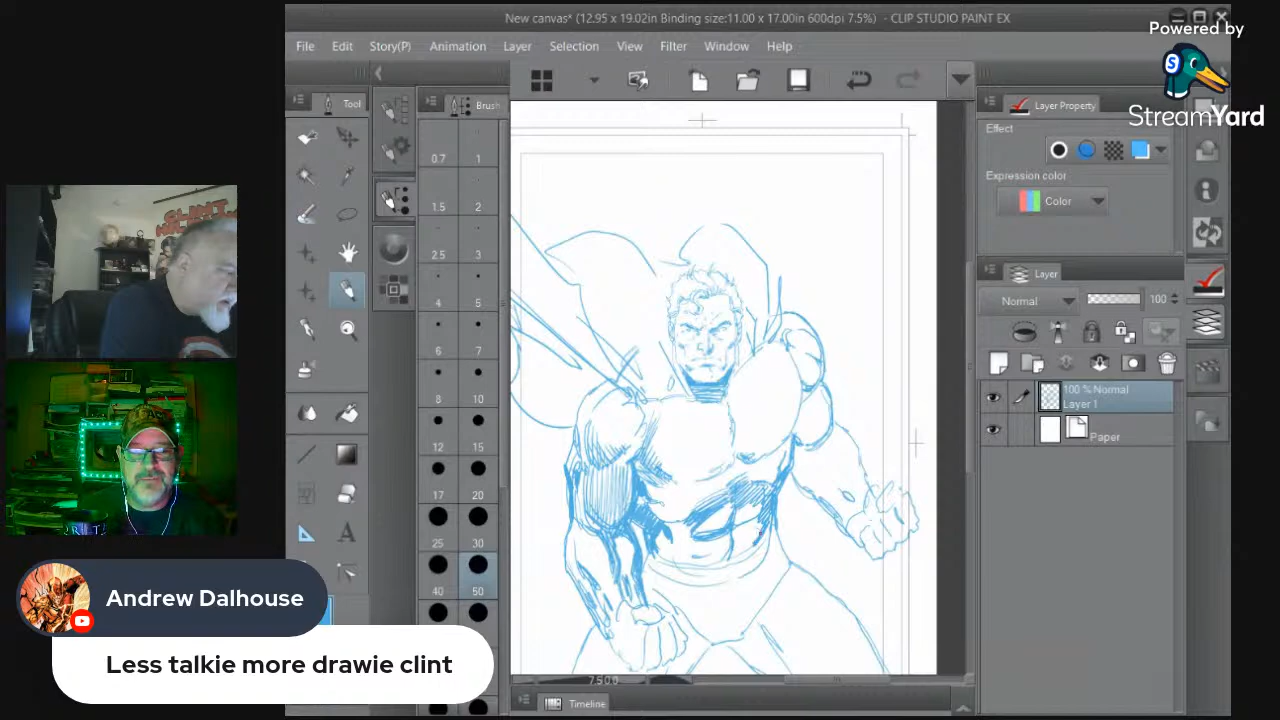 New canvas* (12.95 x 19.02in Binding size:11.00 x 17.00in 600dpi 7.5%) - CLIP STUDIO PAINT EX
Powered by
StreamYard
File Edit Story(P) Animation Layer Selection View Filter Window Help
Tool
Brush
0.7 1
1.5 2
2.5 3
4 5
6 7
8 10
12 15
17 20
25 30
40 50
A
Layer Property
Effect
Expression color
Color
Layer
Normal
100
100 % Normal
Layer 1
Paper
Timeline
Andrew Dalhouse
Less talkie more drawie clint